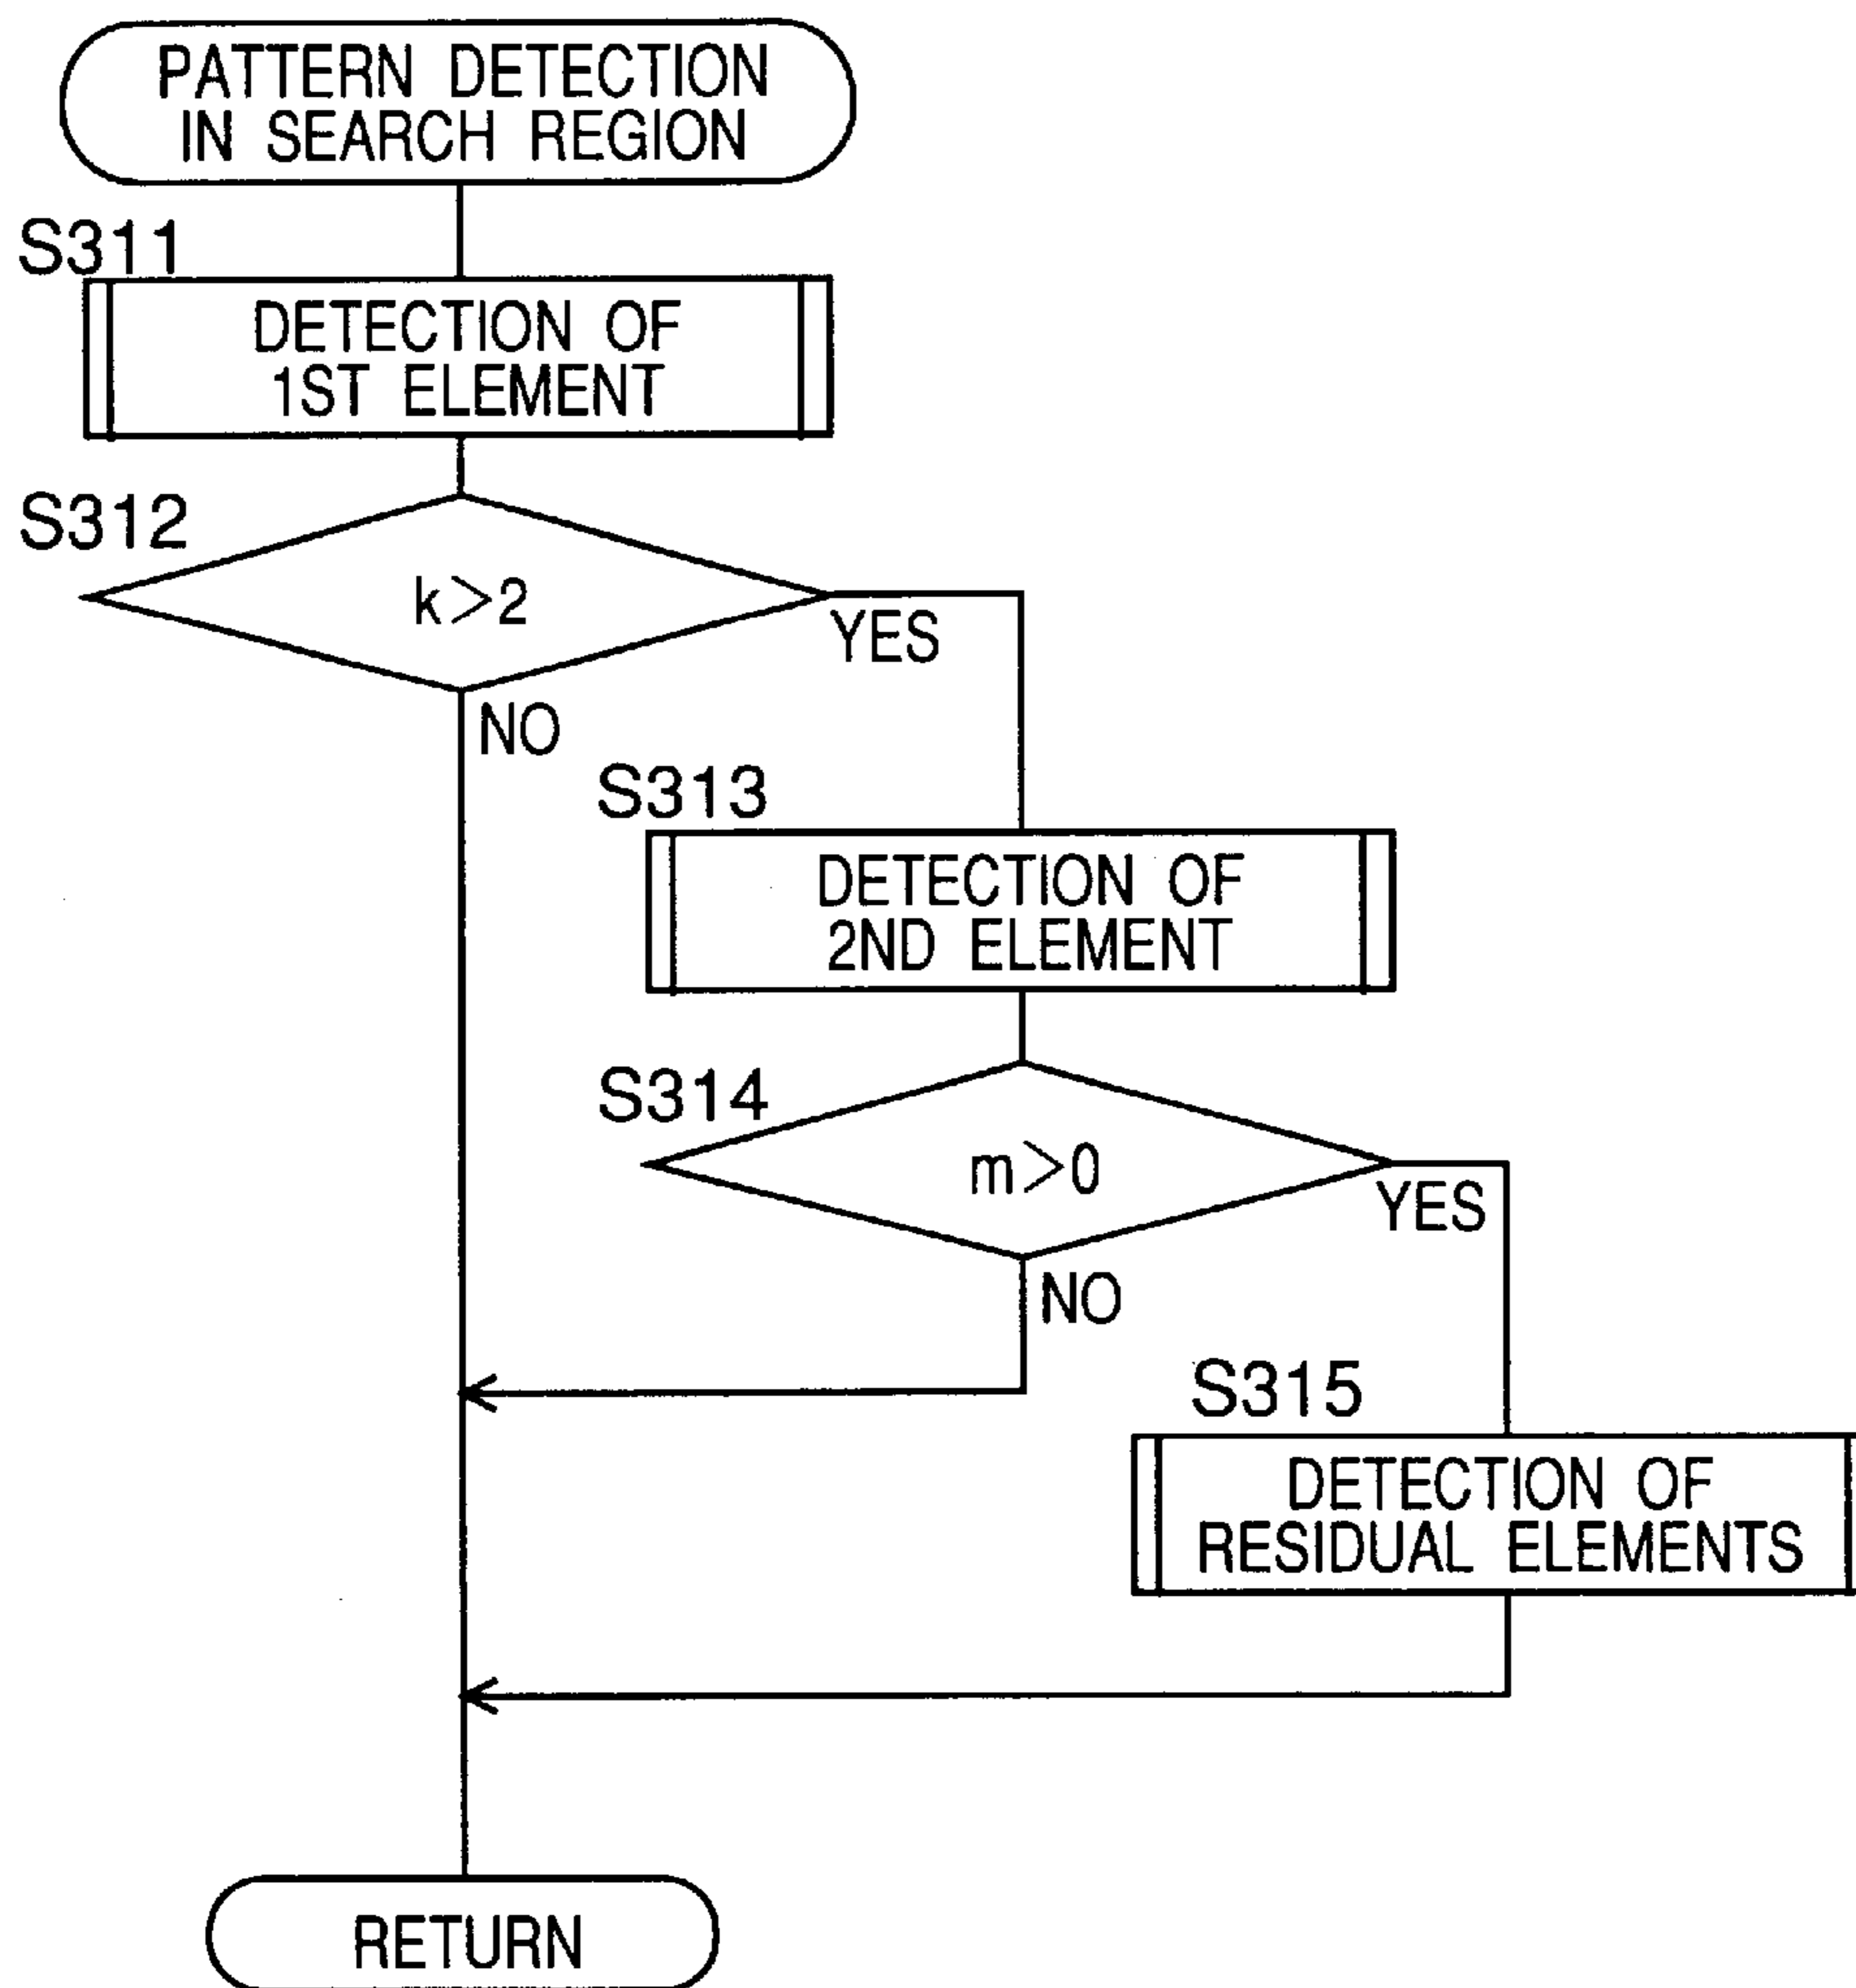 PATTERN DETECTION
IN SEARCH REGION
S311
DETECTION OF
1ST ELEMENT
S312
k>2
YES
NO
S313
DETECTION OF
2ND ELEMENT
S314
m>0
YES
NO
S315
DETECTION OF
RESIDUAL ELEMENTS
RETURN